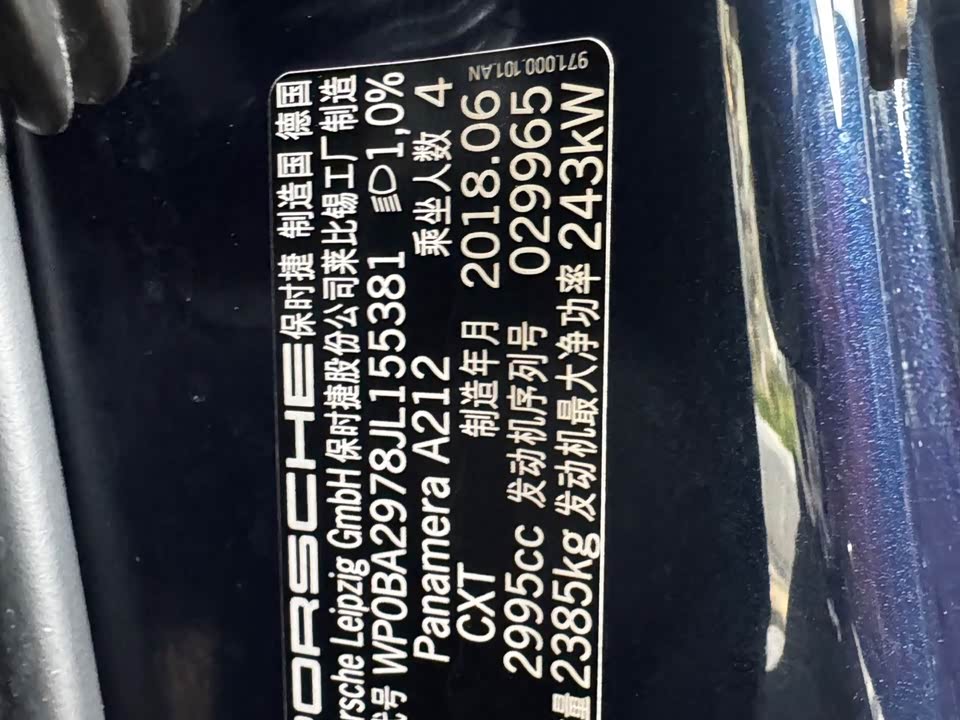 PORSCHE 保时捷 制造国 德国
Porsche Leipzig GmbH 保时捷股份公司莱比锡工厂制造
代号 WP0BA2978JL155381 1,0%
Panamera A212 乘坐人数 4
CXT 制造年月 2018.06
2995cc 发动机序列号 029965
量 2385kg 发动机最大净功率 243kW
971.000.101.AN